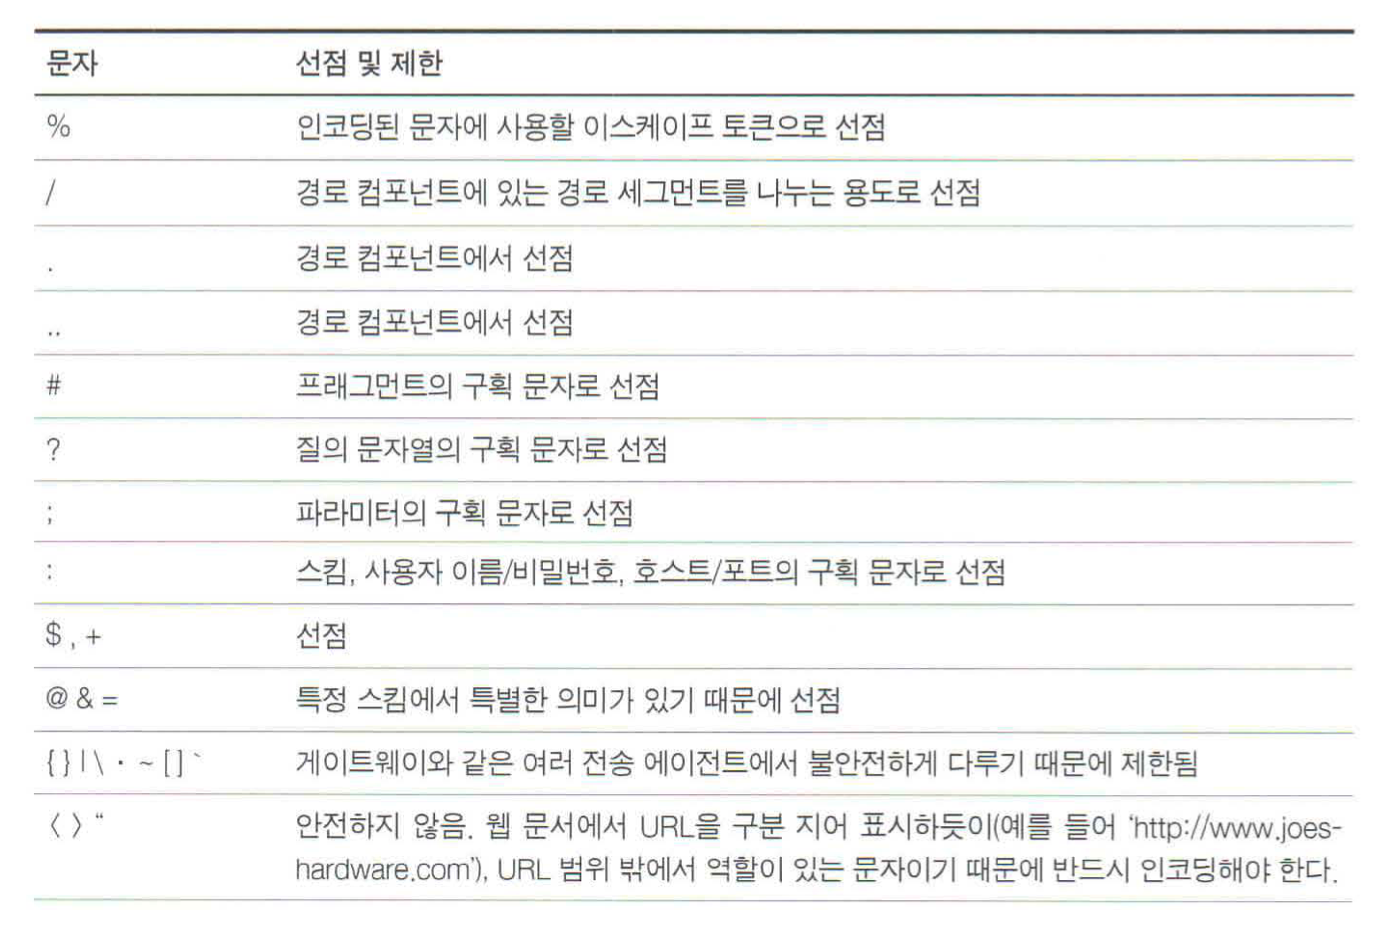 문자 선점 및 제한
% 인코딩된 문자에 사용할 이스케이프 토큰으로 선점
/ 경로 컴포넌트에 있는 경로 세그먼트를 나누는 용도로 선점
. 경로 컴포넌트에서 선점
.. 경로 컴포넌트에서 선점
# 프래그먼트의 구획 문자로 선점
? 질의 문자열의 구획 문자로 선점
; 파라미터의 구획 문자로 선점
: 스킴, 사용자 이름/비밀번호, 호스트/포트의 구획 문자로 선점
$ , + 선점
@ & = 특정 스킴에서 특별한 의미가 있기 때문에 선점
{ } | \ · ~ [ ] ` 게이트웨이와 같은 여러 전송 에이전트에서 불안전하게 다루기 때문에 제한됨
〈 〉 “ 안전하지 않음. 웹 문서에서 URL을 구분 지어 표시하듯이(예를 들어 ‘http://www.joes-
hardware.com’), URL 범위 밖에서 역할이 있는 문자이기 때문에 반드시 인코딩해야 한다.